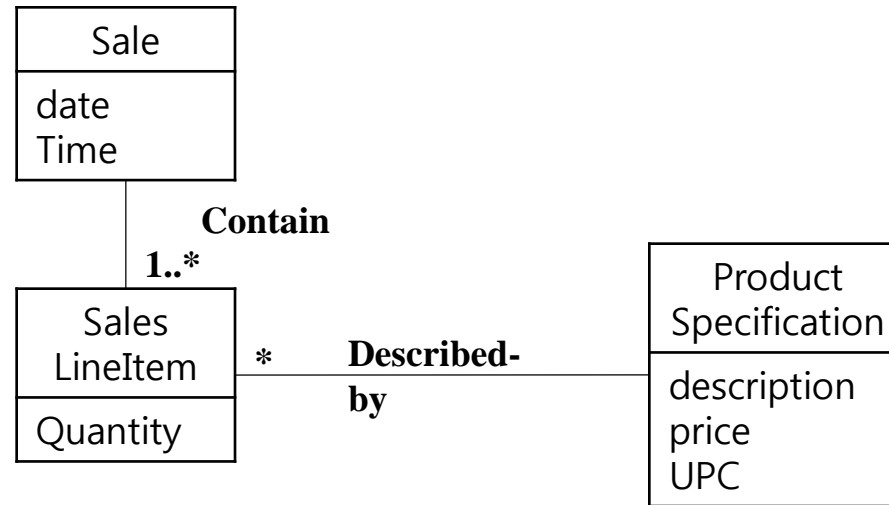 Sale
date
Time
Contain
1..*
Sales
LineItem
Quantity
*
Described-
by
Product
Specification
description
price
UPC